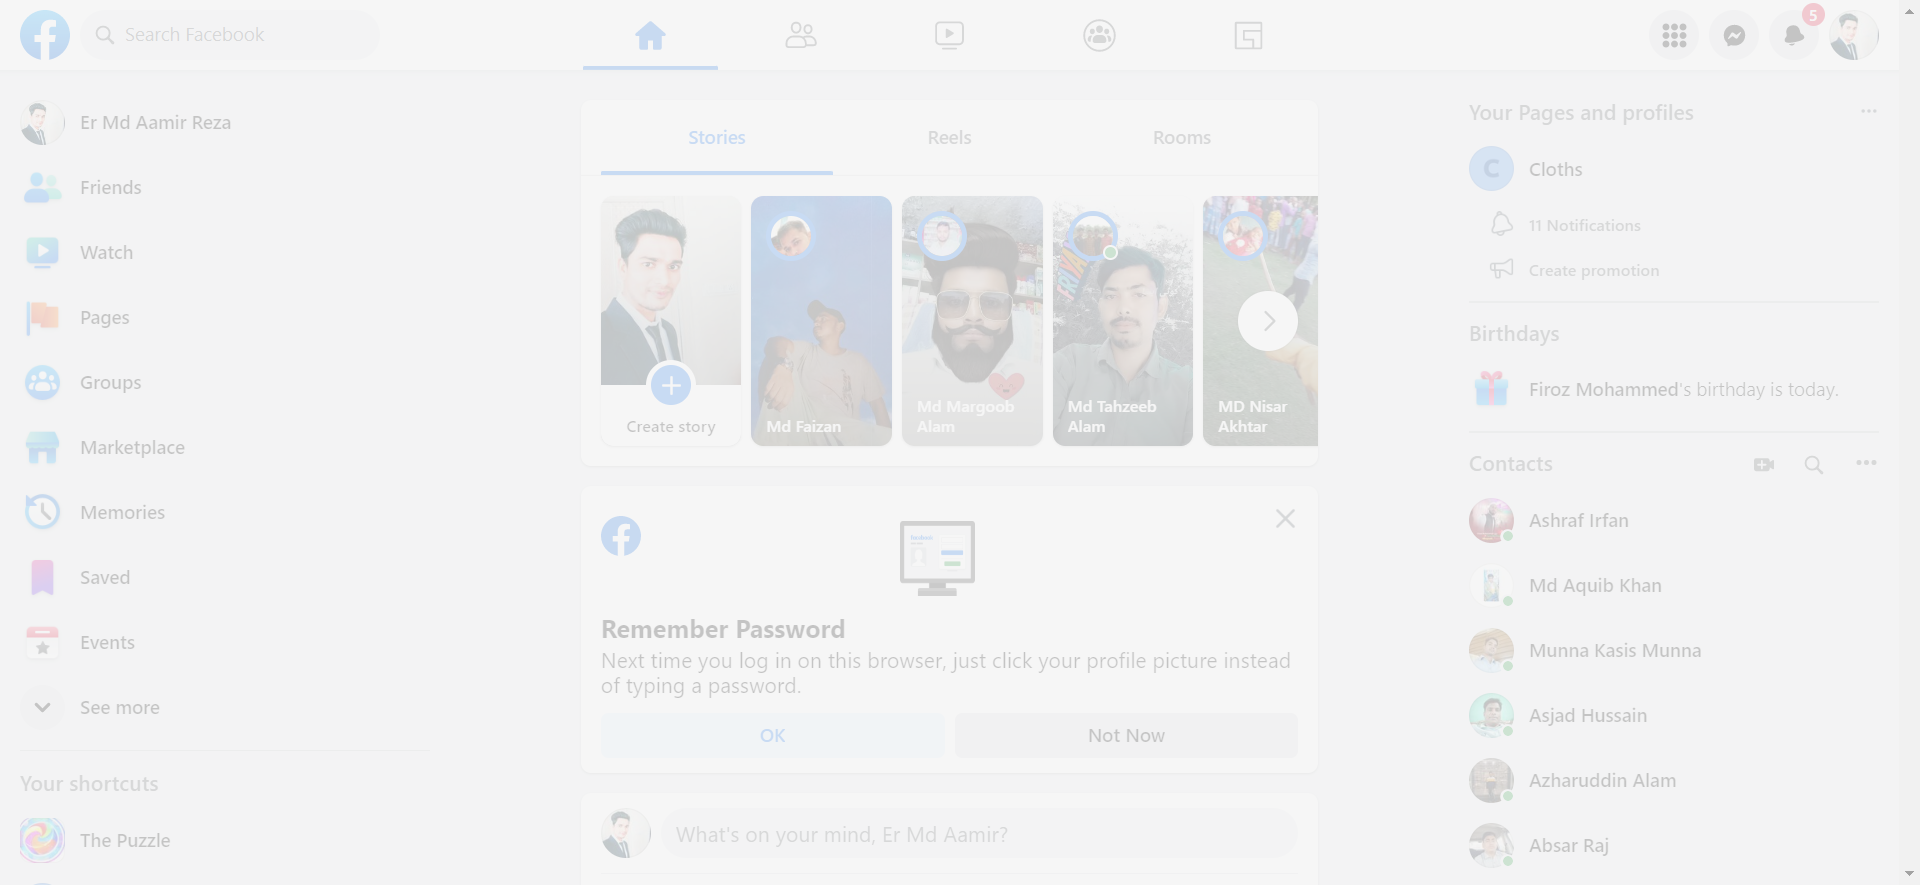 Search Facebook
5
Er Md Aamir Reza
Friends
Watch
Pages
Groups
Marketplace
Memories
Saved
Events
See more
Your shortcuts
The Puzzle
Stories
Reels
Rooms
Create story
Md Faizan
Md Margoob
Alam
Md Tahzeeb
Alam
MD Nisar
Akhtar
Remember Password
Next time you log in on this browser, just click your profile picture instead
of typing a password.
OK
Not Now
What's on your mind, Er Md Aamir?
Your Pages and profiles
C
Cloths
11 Notifications
Create promotion
Birthdays
Firoz Mohammed's birthday is today.
Contacts
Ashraf Irfan
Md Aquib Khan
Munna Kasis Munna
Asjad Hussain
Azharuddin Alam
Absar Raj